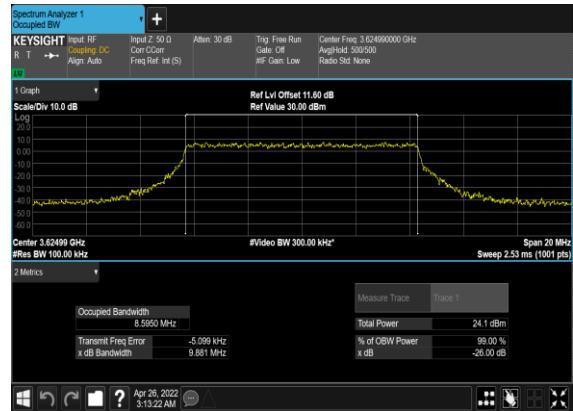 Spectrum Analyzer 1
Occupied BW
+
KEYSIGHT Input: RF Input Z: 50 Ω Atten: 30 dB Trig: Free Run Center Freq: 3.624990000 GHz
R T Coupling: DC Corr CCorr Gate: Off Avg|Hold: 500/500
Align: Auto Freq Ref: Int (S) #IF Gain: Low Radio Std: None
LXI
1 Graph
Ref Lvl Offset 11.60 dB
Scale/Div 10.0 dB Ref Value 30.00 dBm
Log
20.0
10.0
0.00
-10.0
-20.0
-30.0
-40.0
-50.0
-60.0
Center 3.62499 GHz #Video BW 300.00 kHz* Span 20 MHz
#Res BW 100.00 kHz Sweep 2.53 ms (1001 pts)
2 Metrics
Measure Trace Trace 1
Occupied Bandwidth
8.5950 MHz Total Power 24.1 dBm
Transmit Freq Error -5.099 kHz % of OBW Power 99.00 %
x dB Bandwidth 9.881 MHz x dB -26.00 dB
? Apr 26, 2022
3:13:22 AM